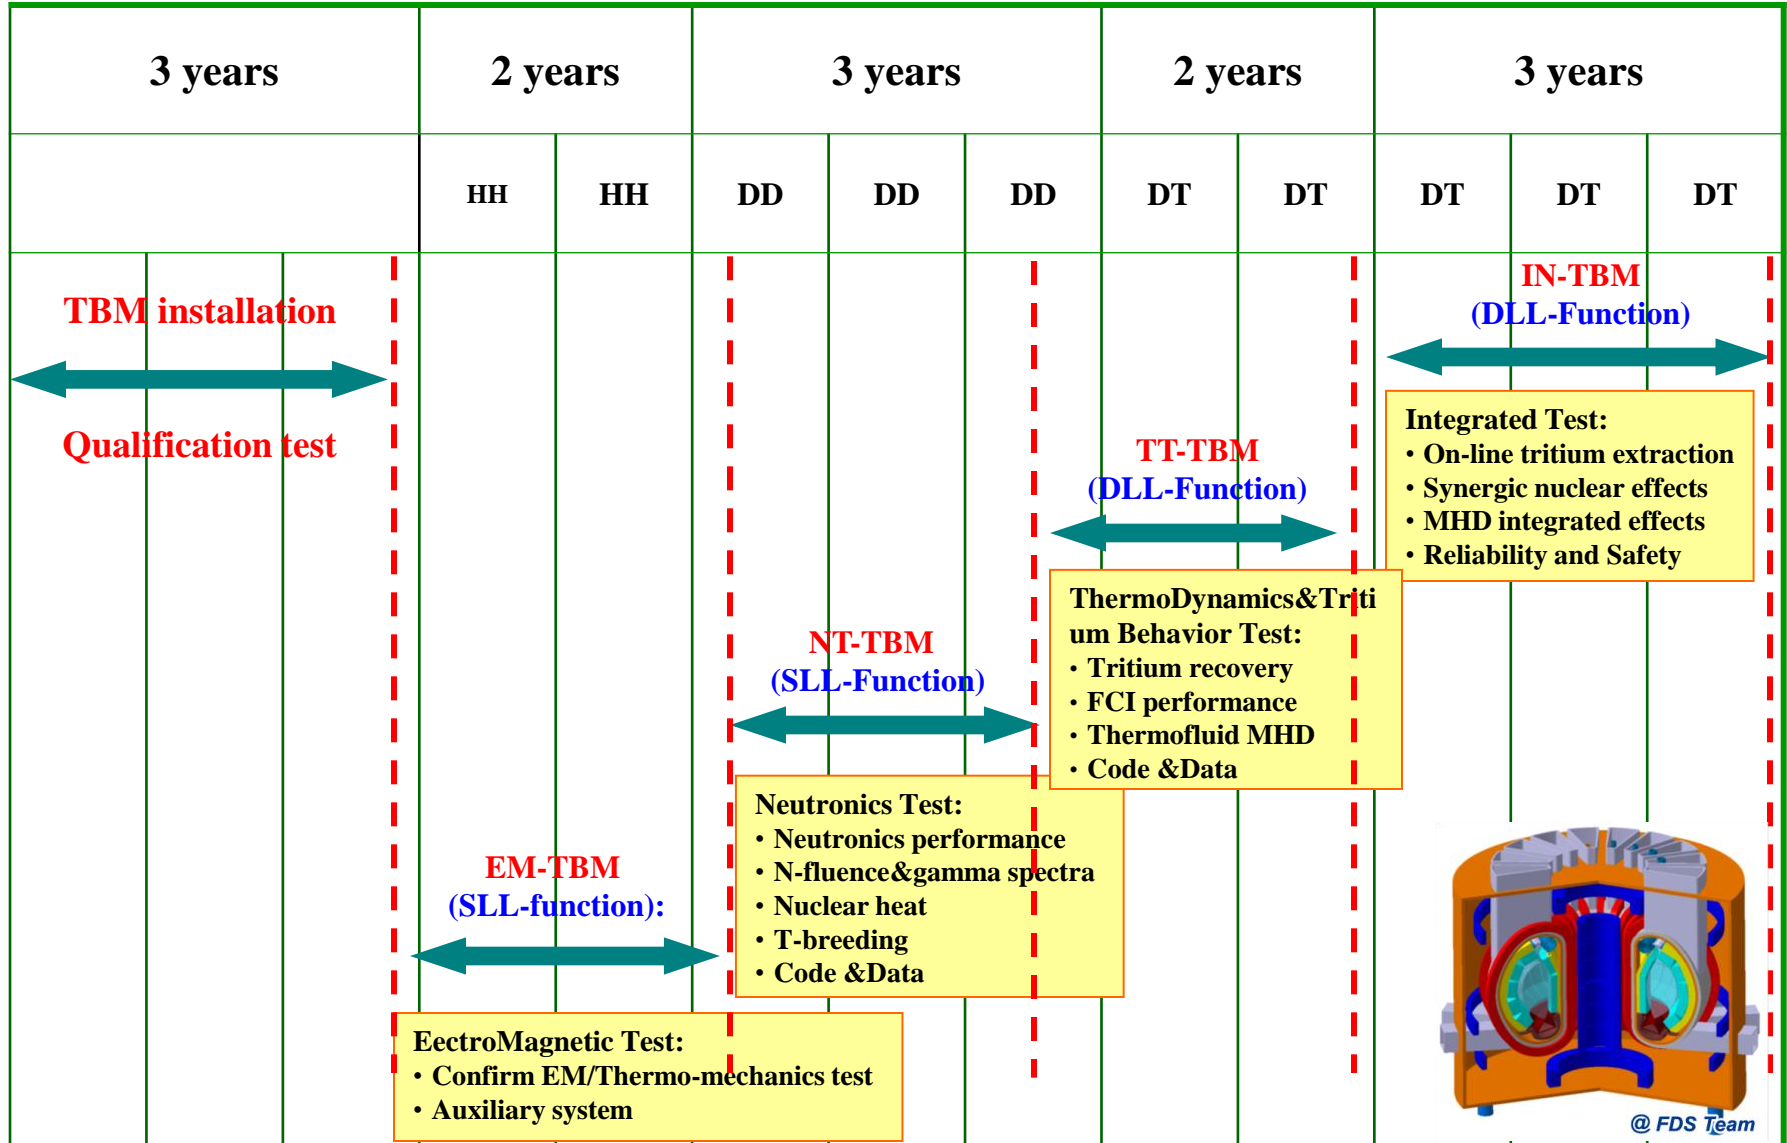 3 years 2 years 3 years 2 years 3 years
HH HH DD DD DD DT DT DT DT DT
TBM installation
Qualification test
EM-TBM
(SLL-function):
EectroMagnetic Test:
• Confirm EM/Thermo-mechanics test
• Auxiliary system
NT-TBM
(SLL-Function)
Neutronics Test:
• Neutronics performance
• N-fluence&gamma spectra
• Nuclear heat
• T-breeding
• Code &Data
TT-TBM
(DLL-Function)
ThermoDynamics&Triti
um Behavior Test:
• Tritium recovery
• FCI performance
• Thermofluid MHD
• Code &Data
IN-TBM
(DLL-Function)
Integrated Test:
• On-line tritium extraction
• Synergic nuclear effects
• MHD integrated effects
• Reliability and Safety
@ FDS Team